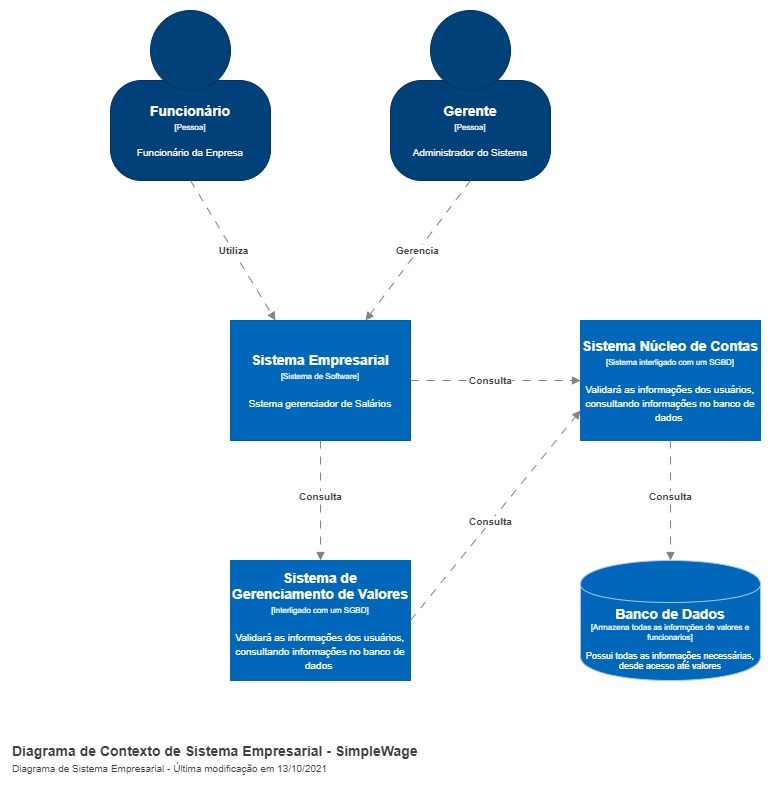 Funcionário
[Pessoa]
Funcionário da Enpresa
Gerente
[Pessoa]
Administrador do Sistema
Utiliza
Gerencia
Sistema Empresarial
[Sistema de Software]
Sstema gerenciador de Salários
Consulta
Sistema Núcleo de Contas
[Sistema interligado com um SGBD]
Validará as informações dos usuários,
consultando informações no banco de
dados
Consulta
Consulta
Consulta
Sistema de
Gerenciamento de Valores
[Interligado com um SGBD]
Validará as informações dos usuários,
consultando informações no banco de
dados
Banco de Dados
[Armazena todas as informções de valores e
funcionarios]
Possui todas as informações necessárias,
desde acesso até valores
Diagrama de Contexto de Sistema Empresarial - SimpleWage
Diagrama de Sistema Empresarial - Última modificação em 13/10/2021